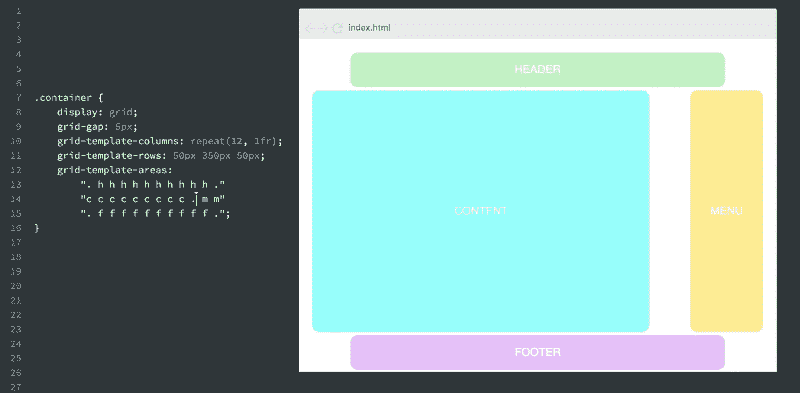 1
2
3
4
5
6
7 .container {
8 display: grid;
9 grid-gap: 5px;
10 grid-template-columns: repeat(12, 1fr);
11 grid-template-rows: 50px 350px 50px;
12 grid-template-areas:
13 ". h h h h h h h h h h ."
14 "c c c c c c c c c . m m"
15 ". f f f f f f f f f f .";
16 }
17
18
19
20
21
22
23
24
25
26
27
index.html
HEADER
CONTENT
MENU
FOOTER